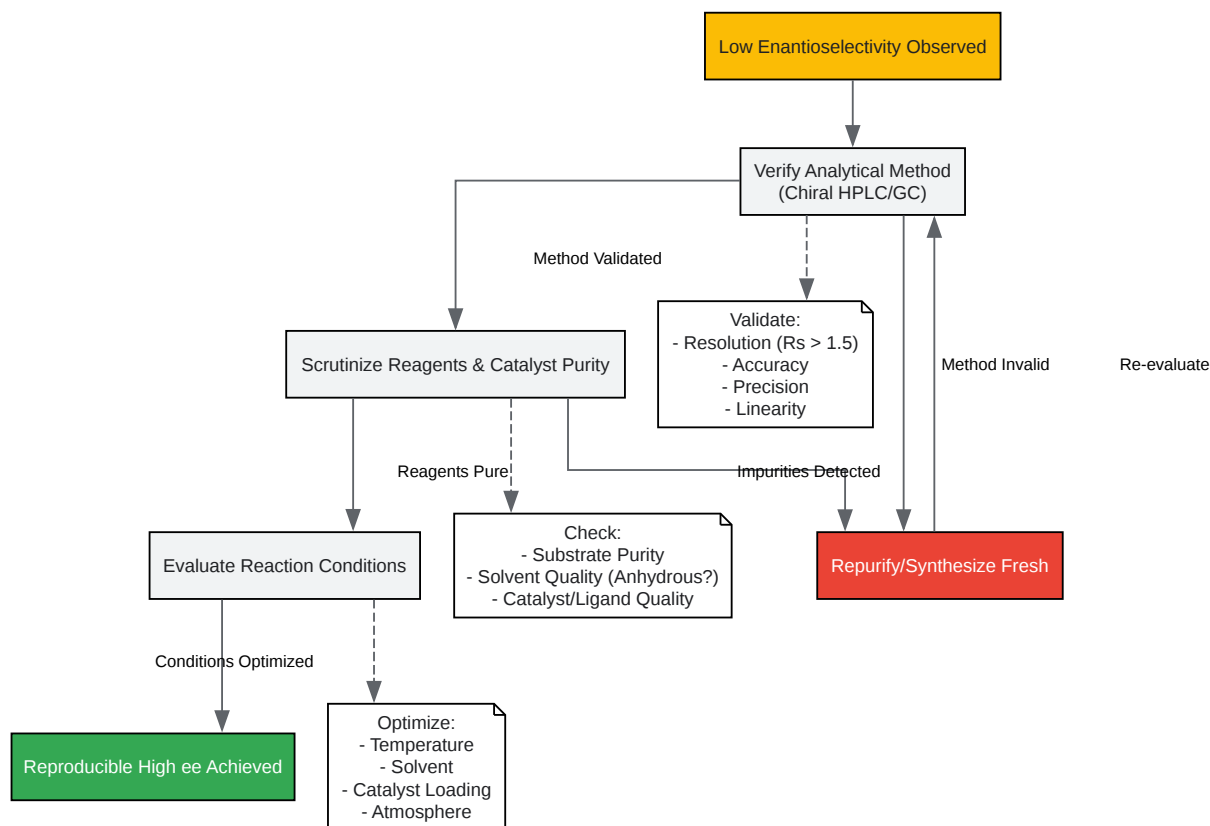 Low Enantioselectivity Observed
Verify Analytical Method
(Chiral HPLC/GC)
Method Validated
Validate:
- Resolution (Rs > 1.5)
- Accuracy
- Precision
- Linearity
Scrutinize Reagents & Catalyst Purity
Method Invalid
Re-evaluate
Reagents Pure
Impurities Detected
Check:
- Substrate Purity
- Solvent Quality (Anhydrous?)
- Catalyst/Ligand Quality
Evaluate Reaction Conditions
Repurify/Synthesize Fresh
Conditions Optimized
Optimize:
- Temperature
- Solvent
- Catalyst Loading
- Atmosphere
Reproducible High ee Achieved